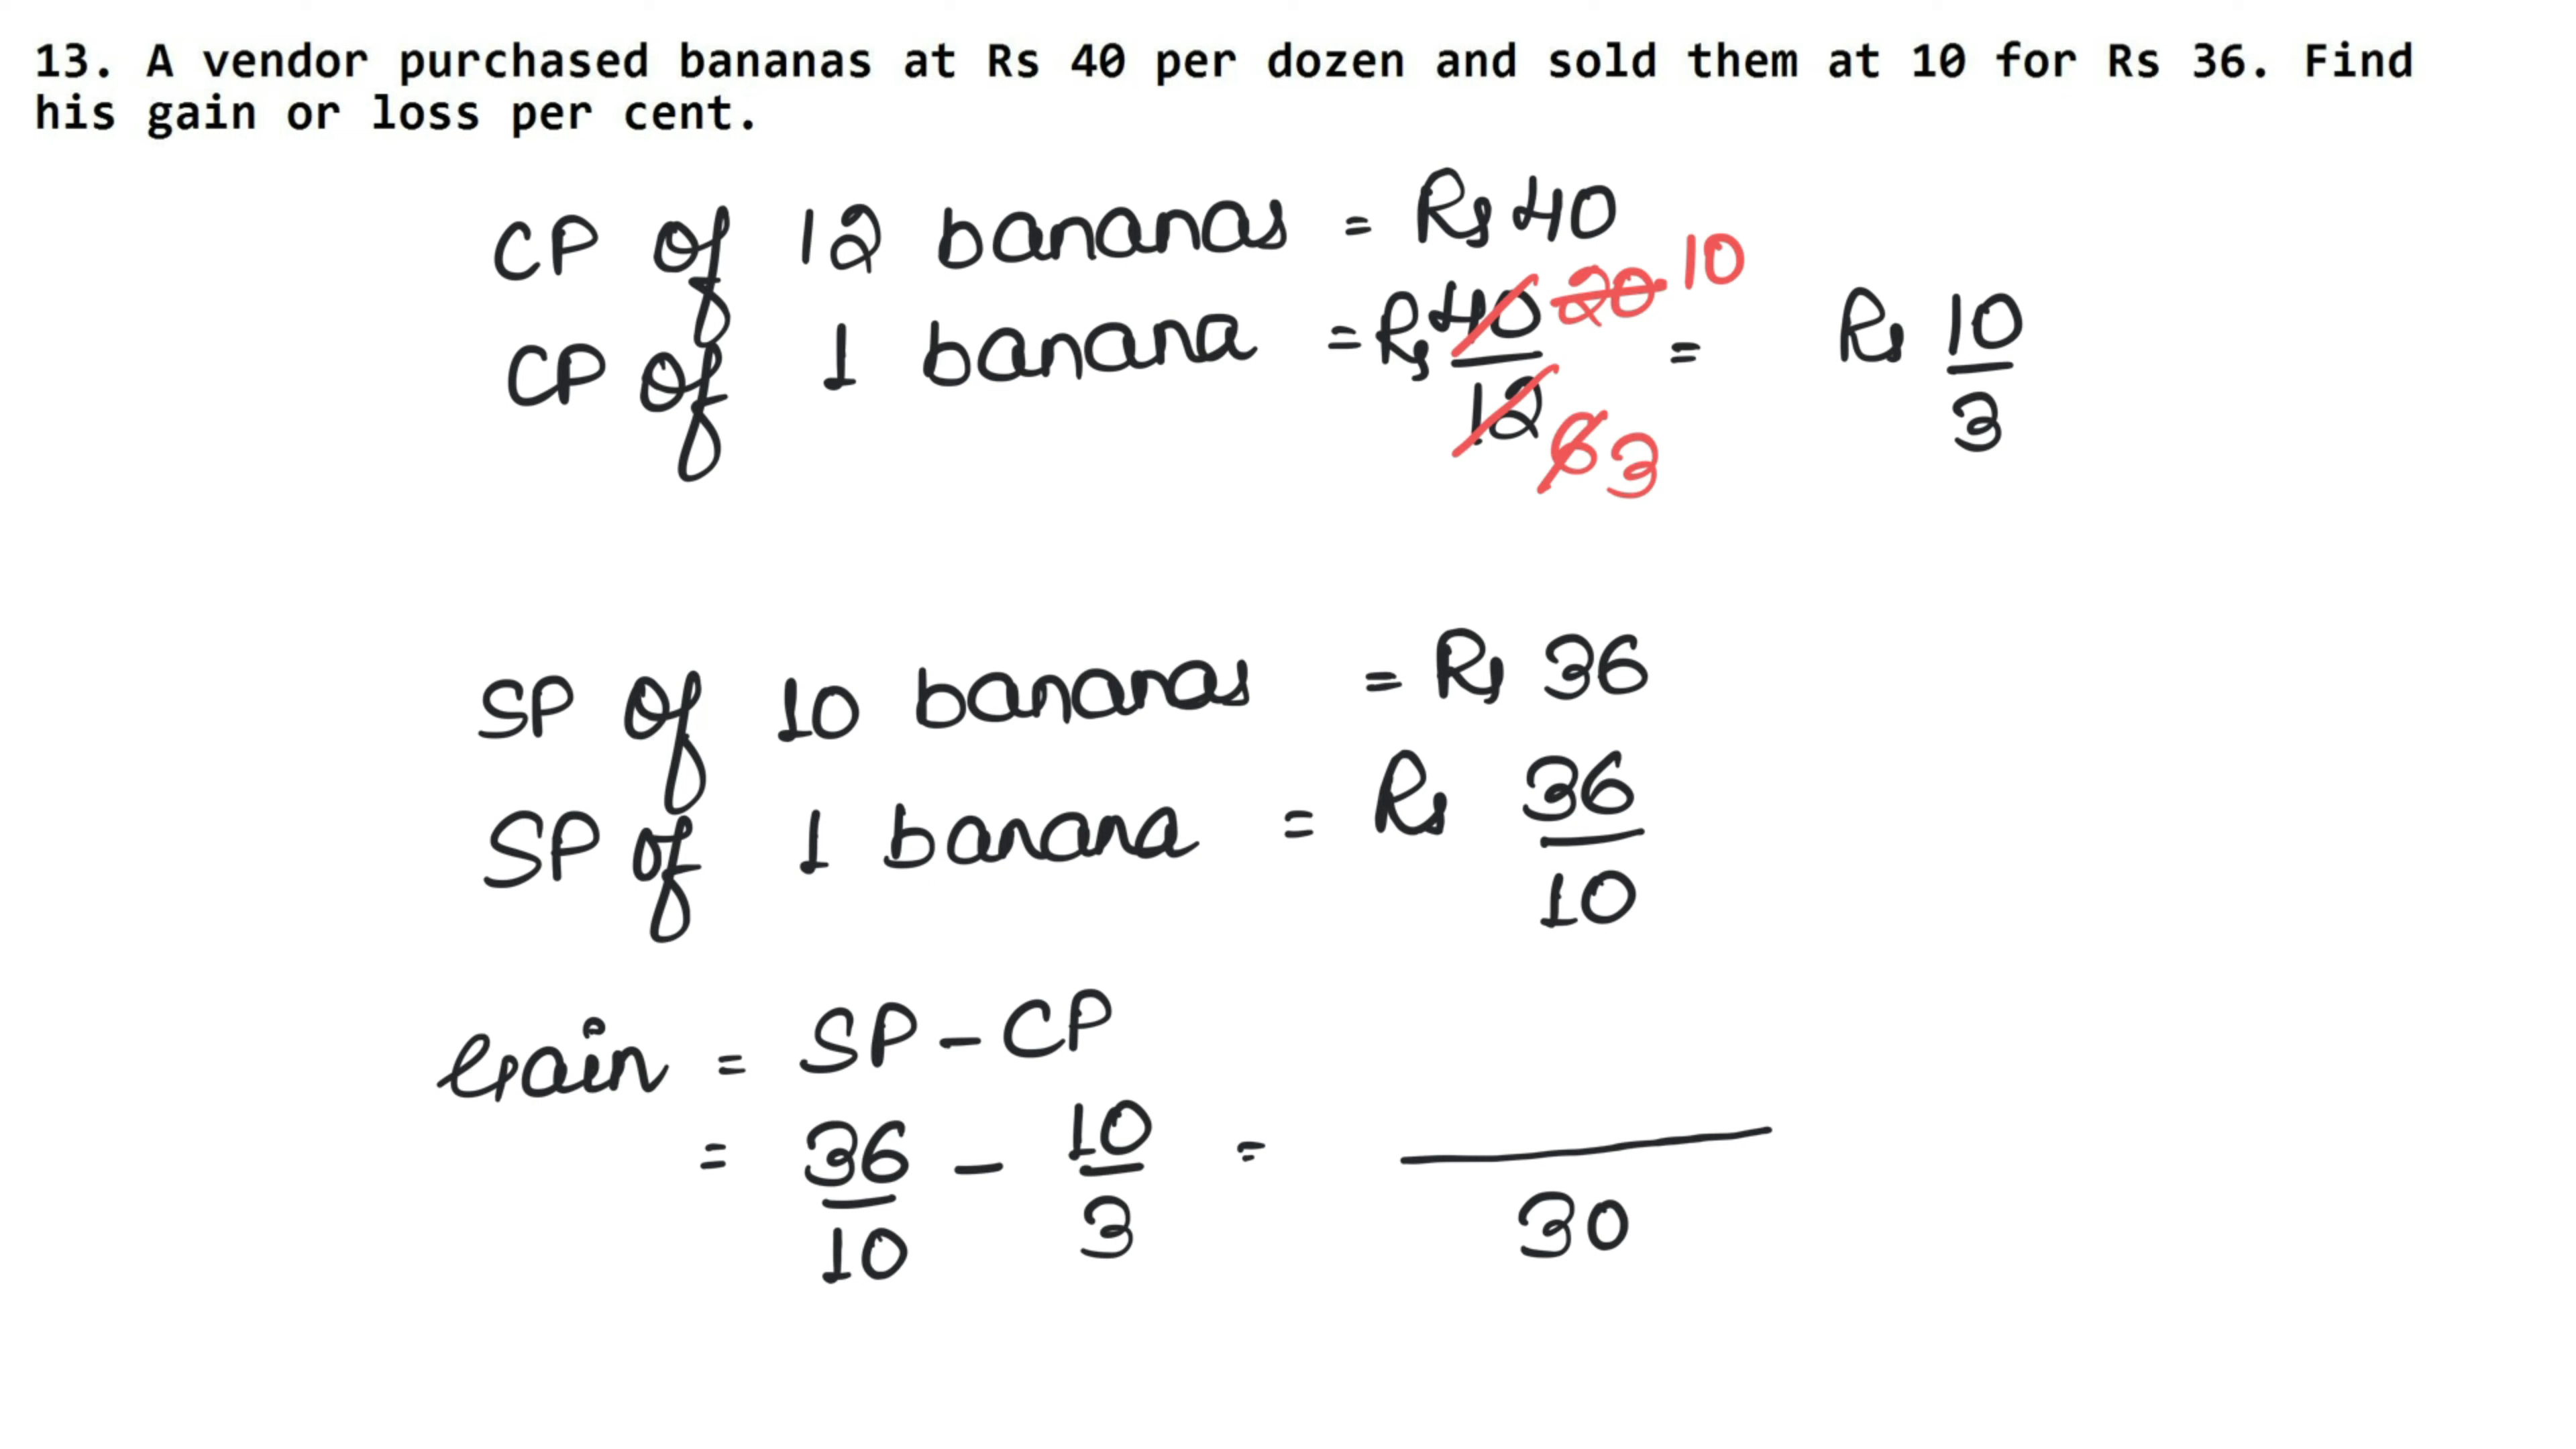 13. A vendor purchased bananas at Rs 40 per dozen and sold them at 10 for Rs 36. Find
his gain or loss per cent.
CP of 12 bananas = Rs 40
CP of 1 banana = Rs 40/12 20 10 6 3 = Rs 10/3
SP of 10 bananas = Rs 36
SP of 1 banana = Rs 36/10
Gain = SP - CP
= 36/10 - 10/3 = /30